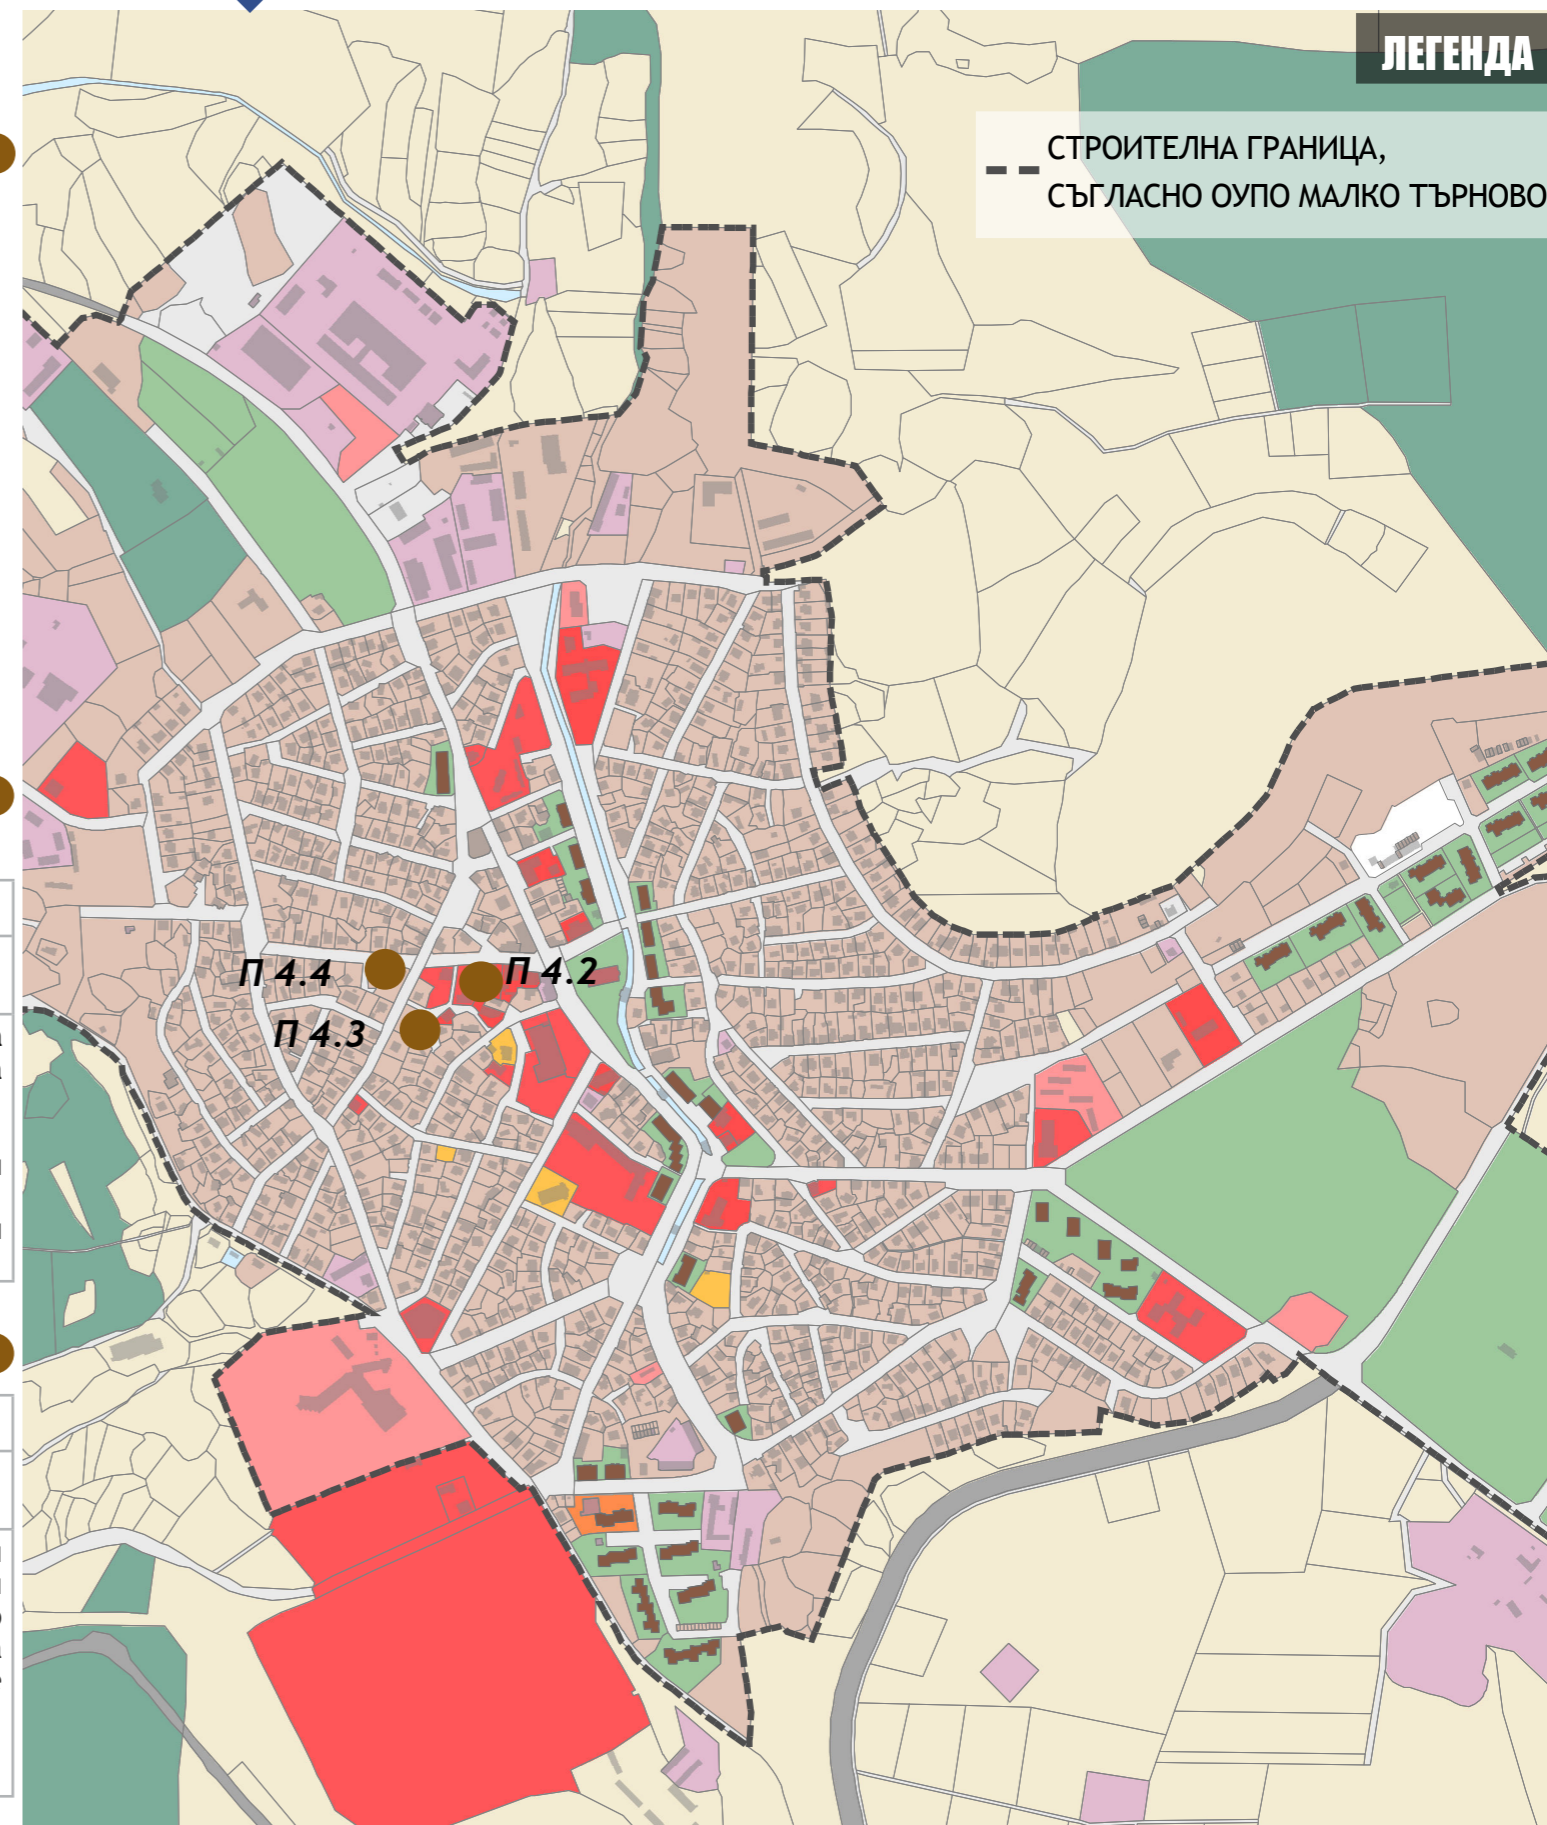 ЛЕГЕНДА
СТРОИТЕЛНА ГРАНИЦА,
СЪГЛАСНО ОУПО МАЛКО ТЪРНОВО
П 4.4
П 4.2
П 4.3